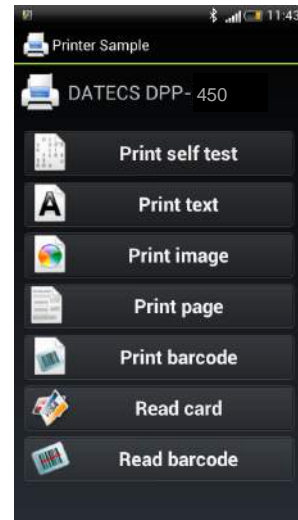 11:43
Printer Sample
DATECS DPP- 450
Print self test
Print text
Print image
Print page
Print barcode
Read card
Read barcode